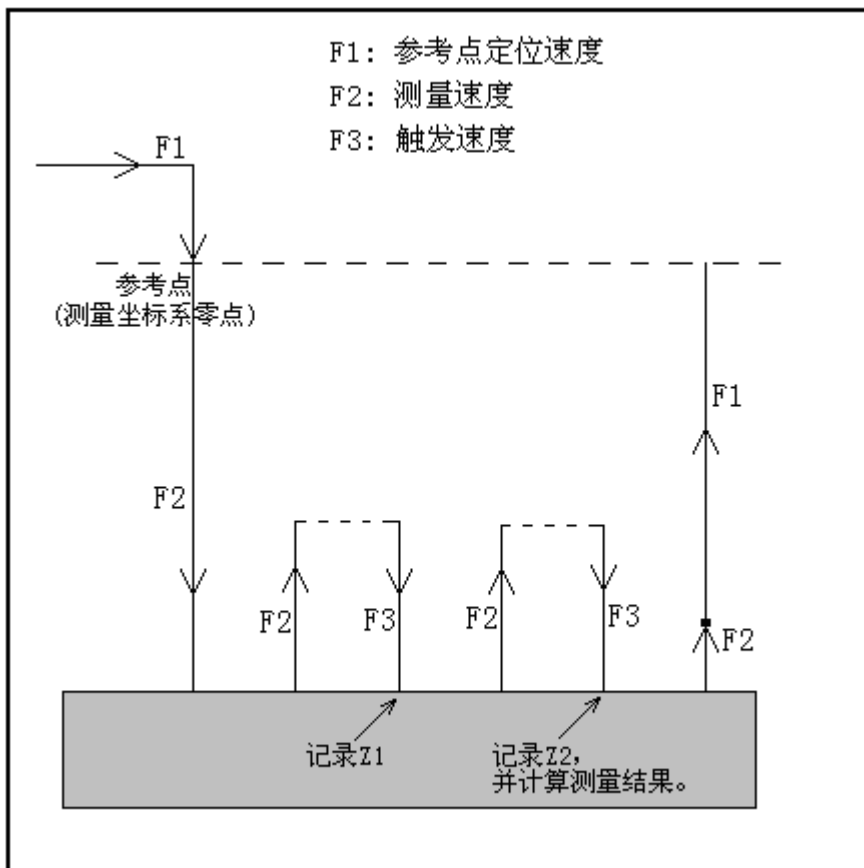 F1: 参考点定位速度
F2: 测量速度
F3: 触发速度
F1
参考点
(测量坐标系零点)
F1
F2
F2
F3
F2
F3
F2
记录Z1
记录Z2,
并计算测量结果。